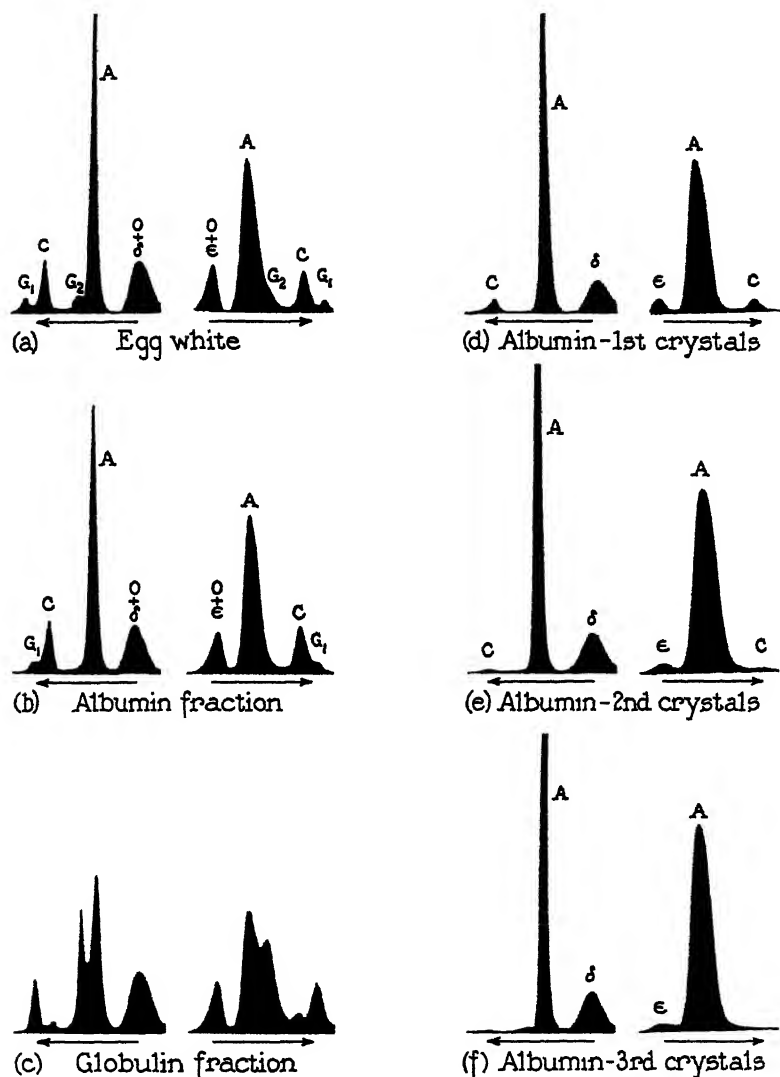 A
A
G₁ C G₂ O
+
δ O
+
ε G₂ C G₁
(a) Egg white
A
A
G₁ C O
+
δ O
+
ε C G₁
(b) Albumin fraction
(c) Globulin fraction
A
A
C δ ε C
(d) Albumin-1st crystals
A
A
C δ ε C
(e) Albumin-2nd crystals
A
A
δ ε
(f) Albumin-3rd crystals